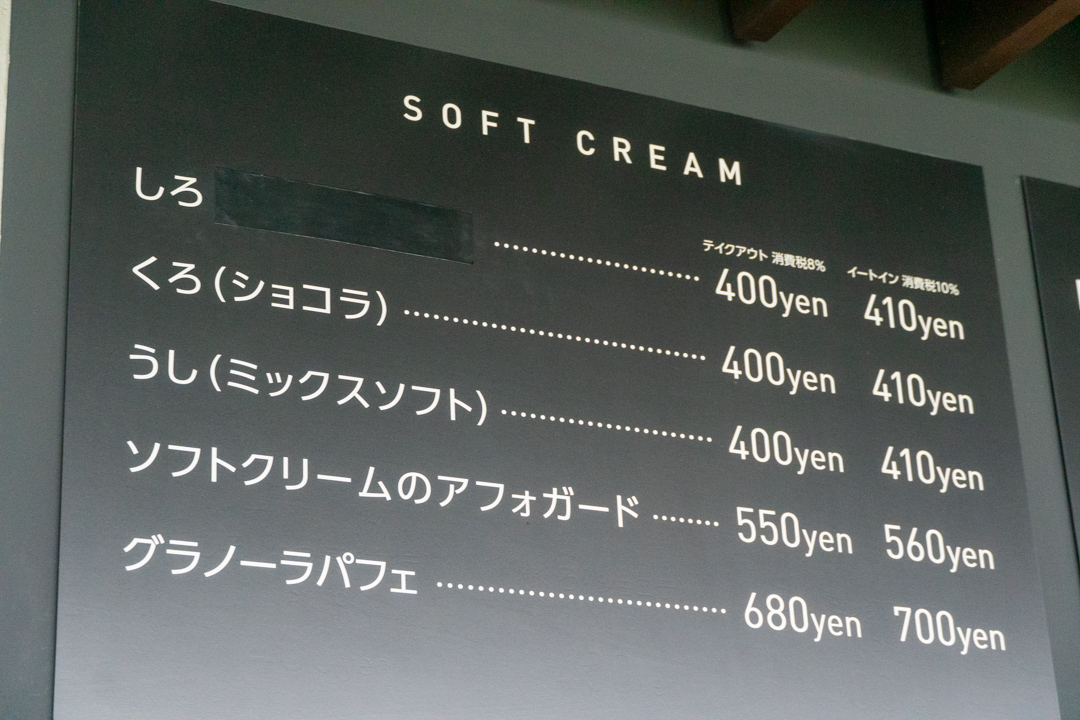 SOFT CREAM
テイクアウト 消費税8% イートイン 消費税10%
しろ .................... 400yen 410yen
くろ(ショコラ) ............................. 400yen 410yen
うし(ミックスソフト) .................... 400yen 410yen
ソフトクリームのアフォガード ........ 550yen 560yen
グラノーラパフェ ............................ 680yen 700yen